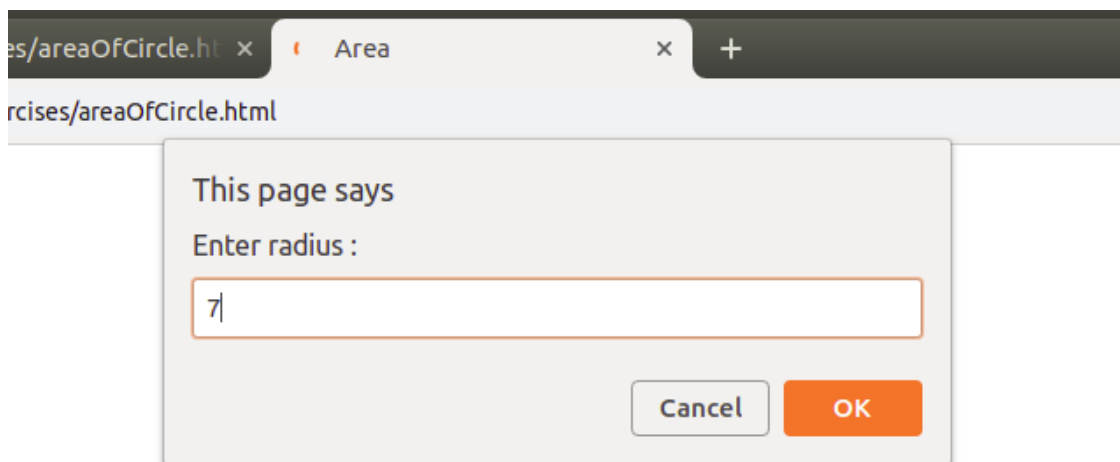 es/areaOfCircle.ht × Area × +
rcises/areaOfCircle.html
This page says
Enter radius :
7
Cancel OK